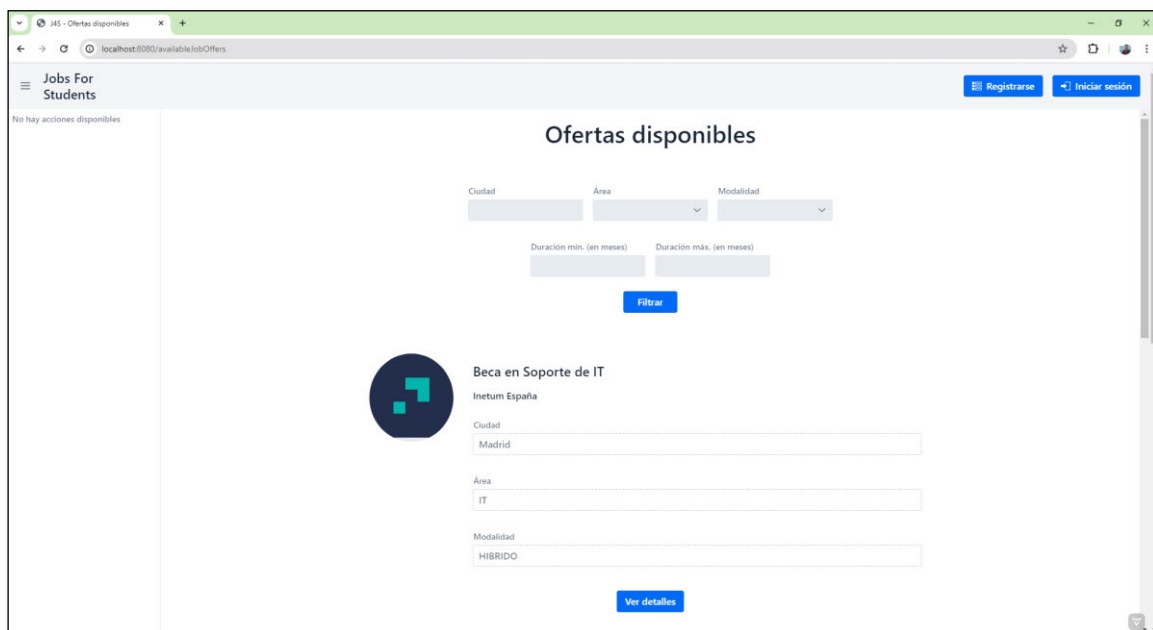 J4S - Ofertas disponibles
localhost:8080/availableJobOffers
Jobs For
Students
Registrarse
Iniciar sesión
No hay acciones disponibles
Ofertas disponibles
Ciudad Área Modalidad
Duración min. (en meses) Duración máx. (en meses)
Filtrar
Beca en Soporte de IT
Inetum España
Ciudad
Madrid
Área
IT
Modalidad
HIBRIDO
Ver detalles